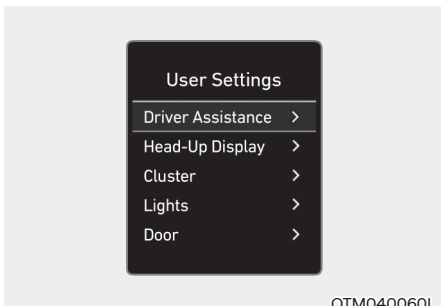 User Settings
Driver Assistance >
Head-Up Display >
Cluster >
Lights >
Door >
OTM040060L